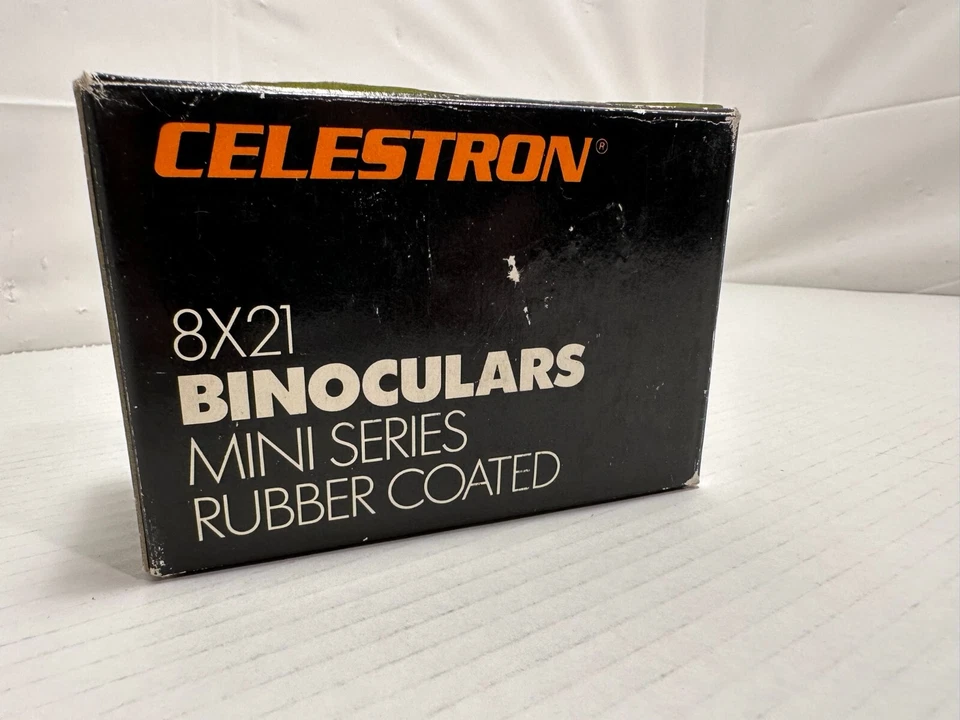 CELESTRON®
8X21
BINOCULARS
MINI SERIES
RUBBER COATED